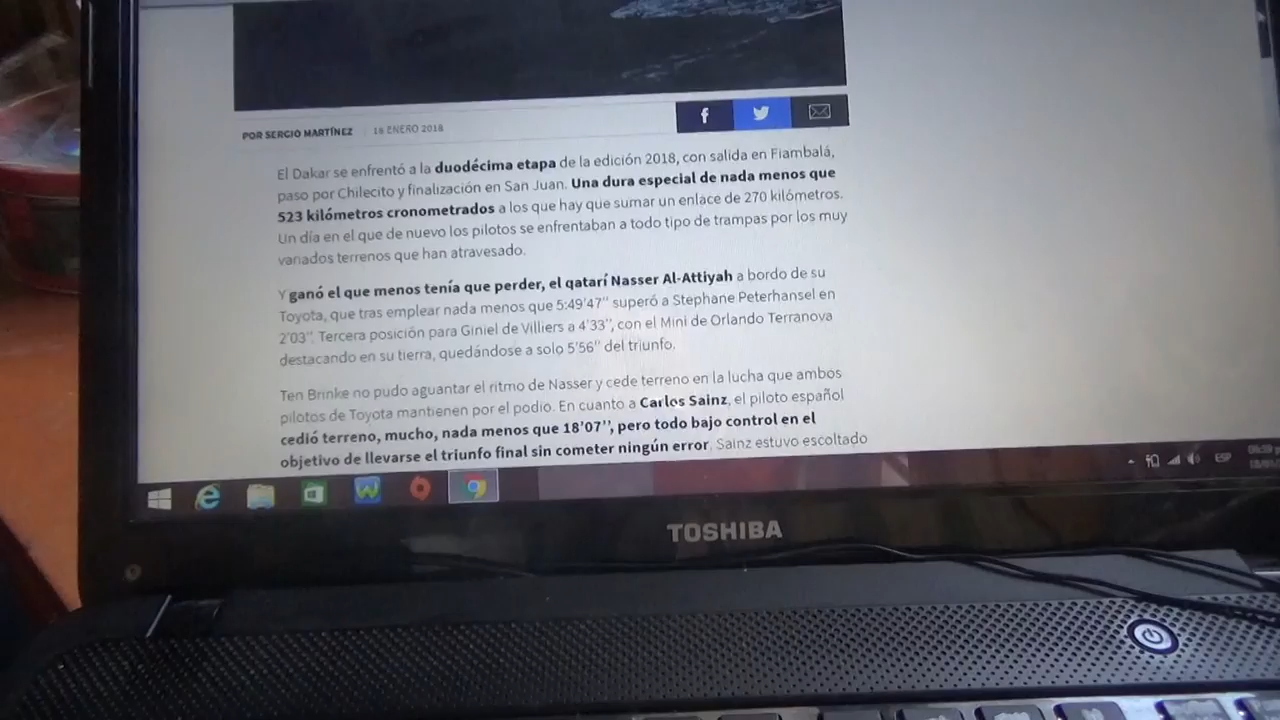 POR SERGIO MARTÍNEZ | 18 ENERO 2018
El Dakar se enfrentó a la duodécima etapa de la edición 2018, con salida en Fiambalá,
paso por Chilecito y finalización en San Juan. Una dura especial de nada menos que
523 kilómetros cronometrados a los que hay que sumar un enlace de 270 kilómetros.
Un día en el que de nuevo los pilotos se enfrentaban a todo tipo de trampas por los muy
variados terrenos que han atravesado.
Y ganó el que menos tenía que perder, el qatarí Nasser Al-Attiyah a bordo de su
Toyota, que tras emplear nada menos que 5:49'47'' superó a Stephane Peterhansel en
2'03''. Tercera posición para Giniel de Villiers a 4'33'', con el Mini de Orlando Terranova
destacando en su tierra, quedándose a solo 5'56'' del triunfo.
Ten Brinke no pudo aguantar el ritmo de Nasser y cede terreno en la lucha que ambos
pilotos de Toyota mantienen por el podio. En cuanto a Carlos Sainz, el piloto español
cedió terreno, mucho, nada menos que 18'07'', pero todo bajo control en el
objetivo de llevarse el triunfo final sin cometer ningún error. Sainz estuvo escoltado
ESP
TOSHIBA